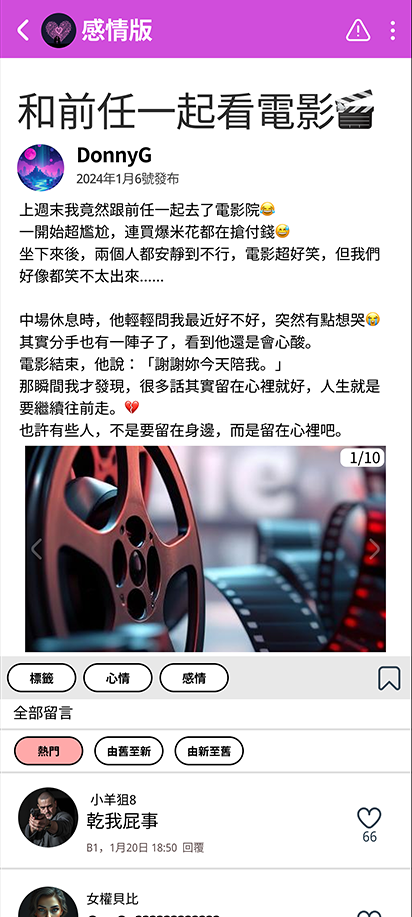 感情版
和前任一起看電影🎬
DonnyG
2024年1月6號發布
上週末我竟然跟前任一起去了電影院😂
一開始超尷尬，連買爆米花都在搶付錢😅
坐下來後，兩個人都安靜到不行，電影超好笑，但我們
好像都笑不太出來……
中場休息時，他輕輕問我最近好不好，突然有點想哭😭
其實分手也有一陣子了，看到他還是會心酸。
電影結束，他說：「謝謝妳今天陪我。」
那瞬間我才發現，很多話其實留在心裡就好，人生就是
要繼續往前走。💔
也許有些人，不是要留在身邊，而是留在心裡吧。
1/10
標籤
心情
感情
全部留言
熱門
由舊至新
由新至舊
小羊狙8
乾我屁事
66
B1，1月20日 18:50 回覆
女權貝比